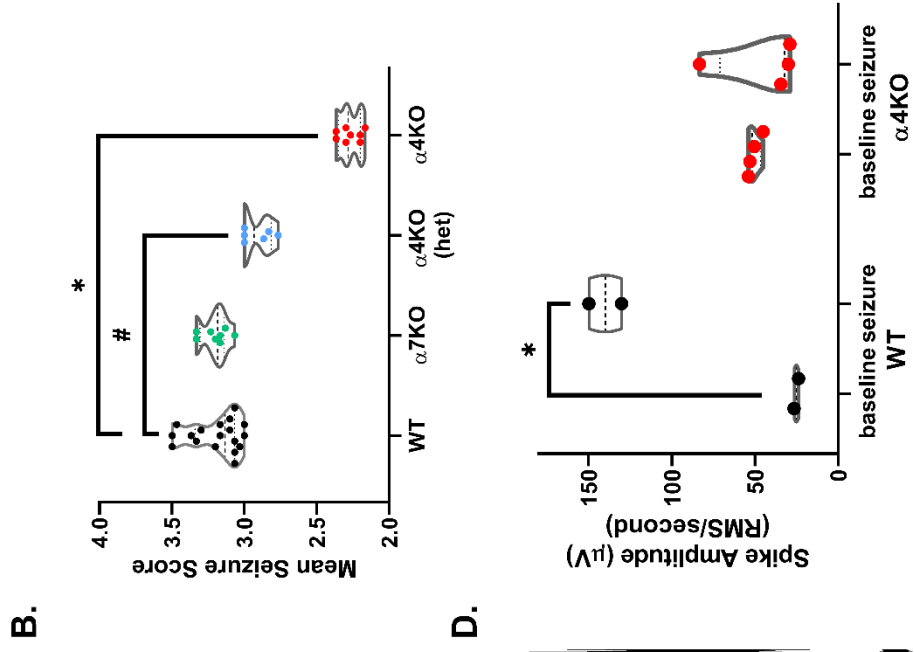 B.
Mean Seizure Score
4.0
3.5
3.0
2.5
2.0
*
#
WT
α7KO
α4KO
(het)
α4KO
D.
Spike Amplitude (μV)
(RMS/second)
150
100
50
0
*
baseline seizure
WT
baseline seizure
α4KO